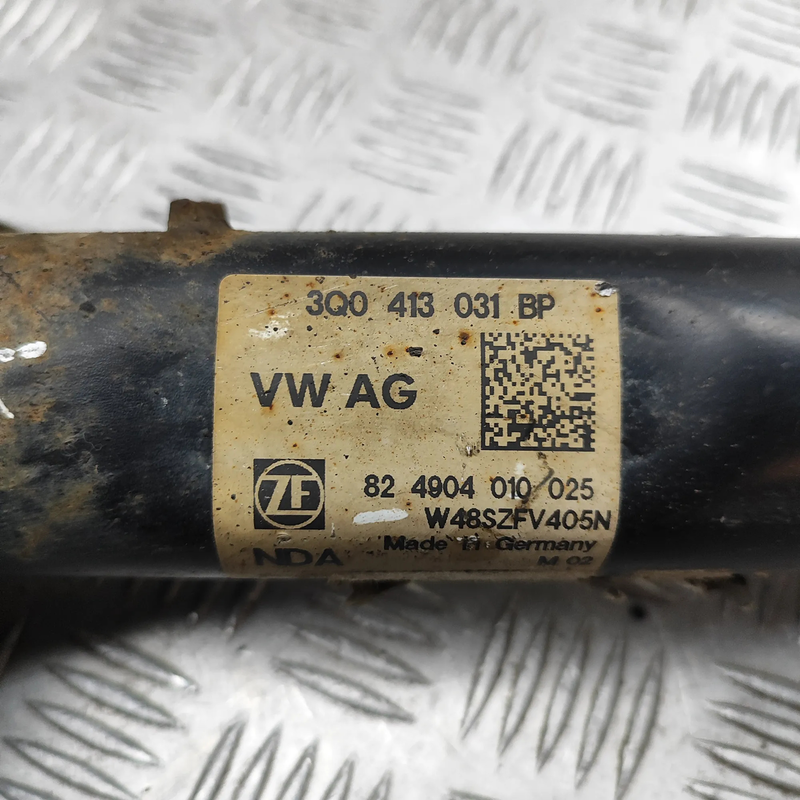 3Q0 413 031 BP
VW AG
ZF
82 4904 010 025
W48SZFV405N
Made in Germany
NDA
M 02